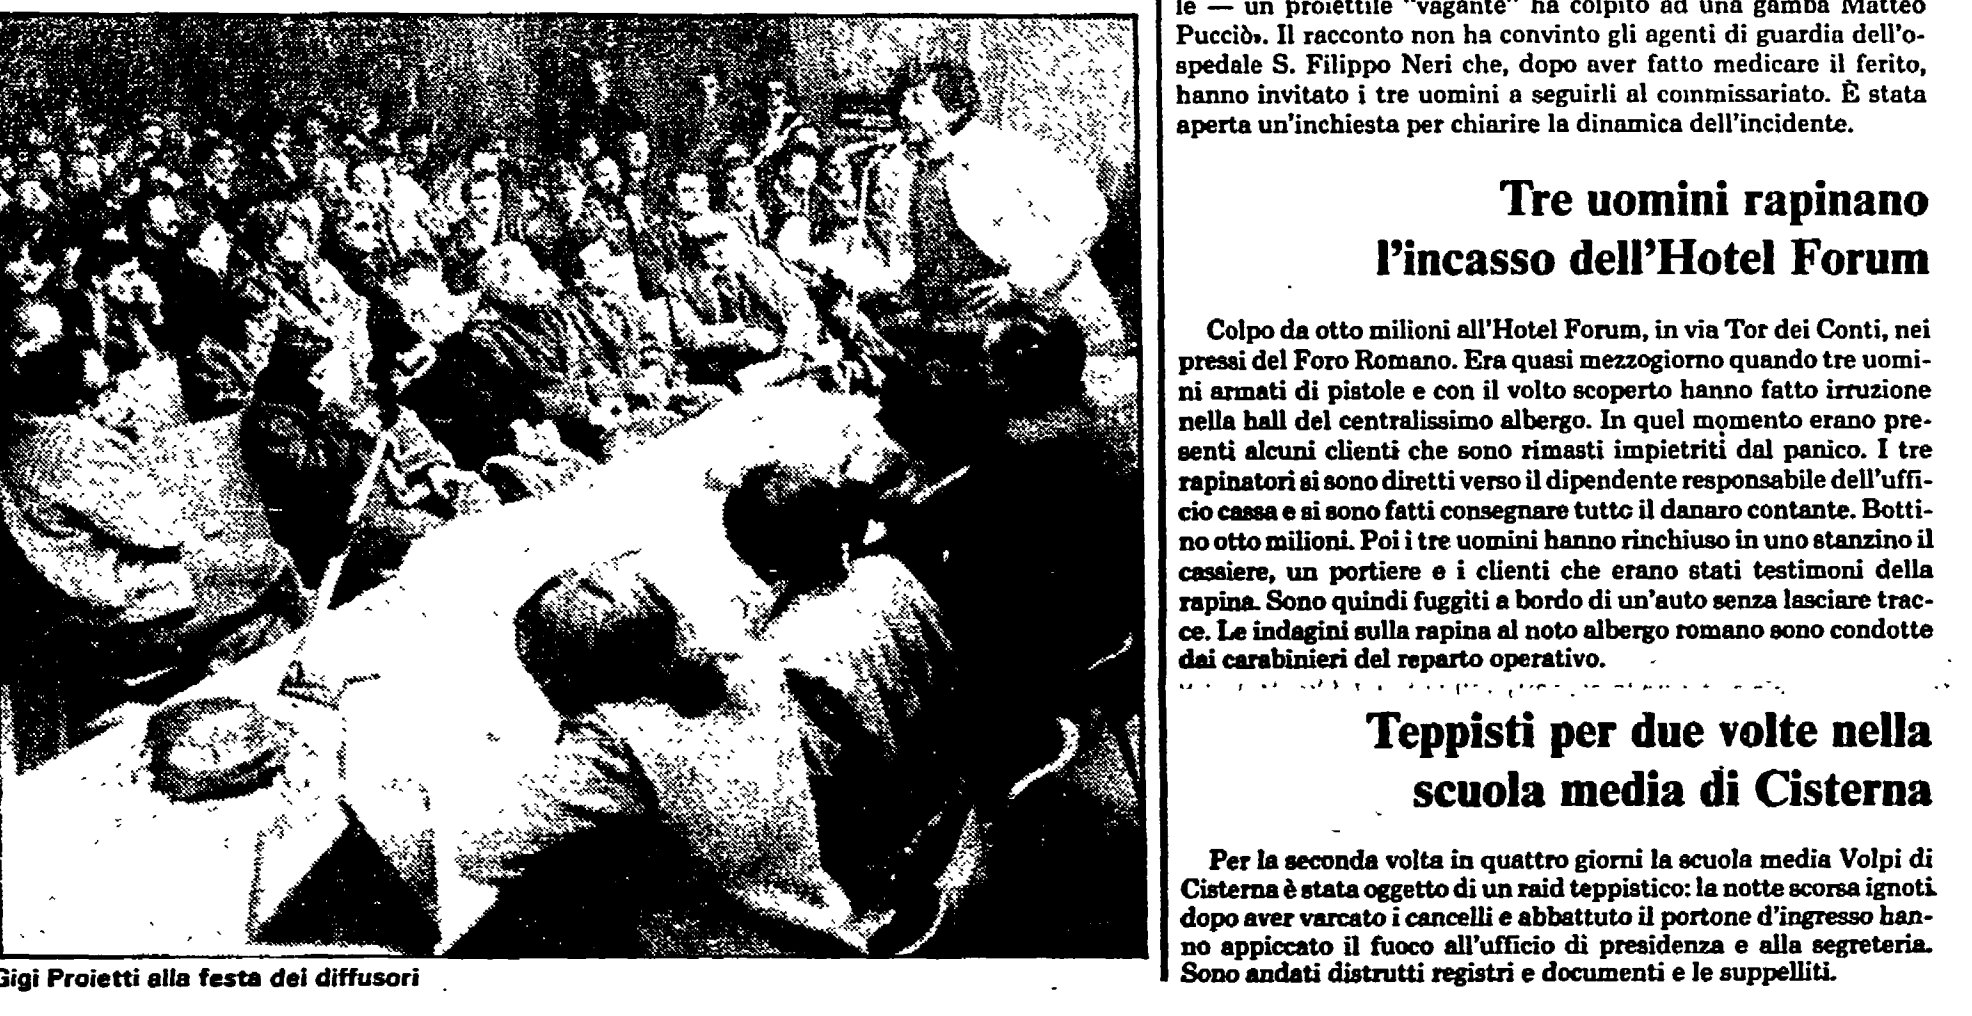 le — un proiettile "vagante" ha colpito ad una gamba Matteo
Pucciò». Il racconto non ha convinto gli agenti di guardia dell'o-
spedale S. Filippo Neri che, dopo aver fatto medicare il ferito,
hanno invitato i tre uomini a seguirli al commissariato. È stata
aperta un'inchiesta per chiarire la dinamica dell'incidente.
Tre uomini rapinano
l'incasso dell'Hotel Forum
Colpo da otto milioni all'Hotel Forum, in via Tor dei Conti, nei
pressi del Foro Romano. Era quasi mezzogiorno quando tre uomi-
ni armati di pistole e con il volto scoperto hanno fatto irruzione
nella hall del centralissimo albergo. In quel momento erano pre-
senti alcuni clienti che sono rimasti impietriti dal panico. I tre
rapinatori si sono diretti verso il dipendente responsabile dell'uffi-
cio cassa e si sono fatti consegnare tutto il danaro contante. Botti-
no otto milioni. Poi i tre uomini hanno rinchiuso in uno stanzino il
cassiere, un portiere e i clienti che erano stati testimoni della
rapina. Sono quindi fuggiti a bordo di un'auto senza lasciare trac-
ce. Le indagini sulla rapina al noto albergo romano sono condotte
dai carabinieri del reparto operativo.
Teppisti per due volte nella
scuola media di Cisterna
Per la seconda volta in quattro giorni la scuola media Volpi di
Cisterna è stata oggetto di un raid teppistico: la notte scorsa ignoti
dopo aver varcato i cancelli e abbattuto il portone d'ingresso han-
no appiccato il fuoco all'ufficio di presidenza e alla segreteria.
Sono andati distrutti registri e documenti e le suppelliti.
Gigi Proietti alla festa dei diffusori